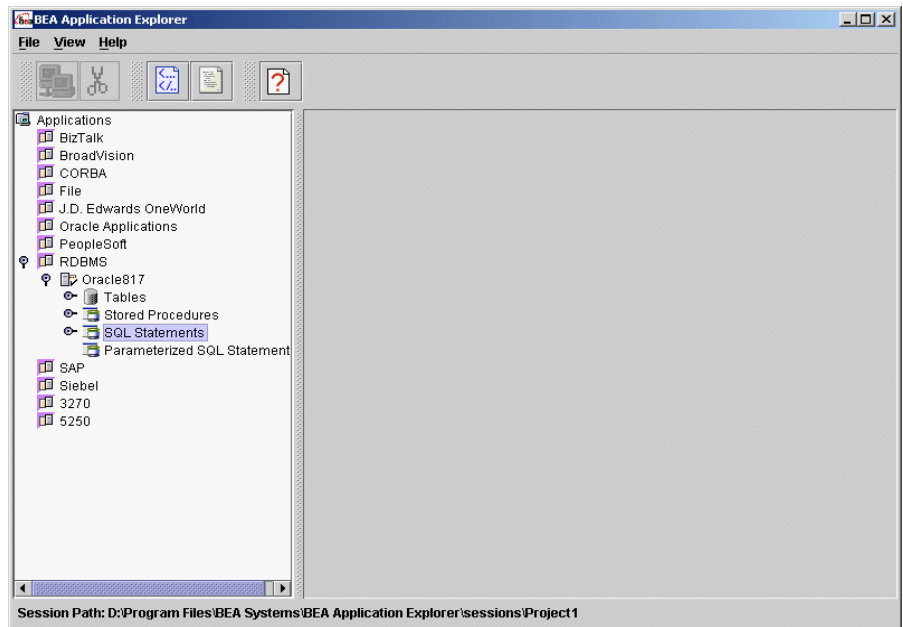 BEA Application Explorer
File View Help
Applications
BizTalk
BroadVision
CORBA
File
J.D. Edwards OneWorld
Oracle Applications
PeopleSoft
RDBMS
Oracle817
Tables
Stored Procedures
SQL Statements
Parameterized SQL Statement
SAP
Siebel
3270
5250
Session Path: D:\Program Files\BEA Systems\BEA Application Explorer\sessions\Project1